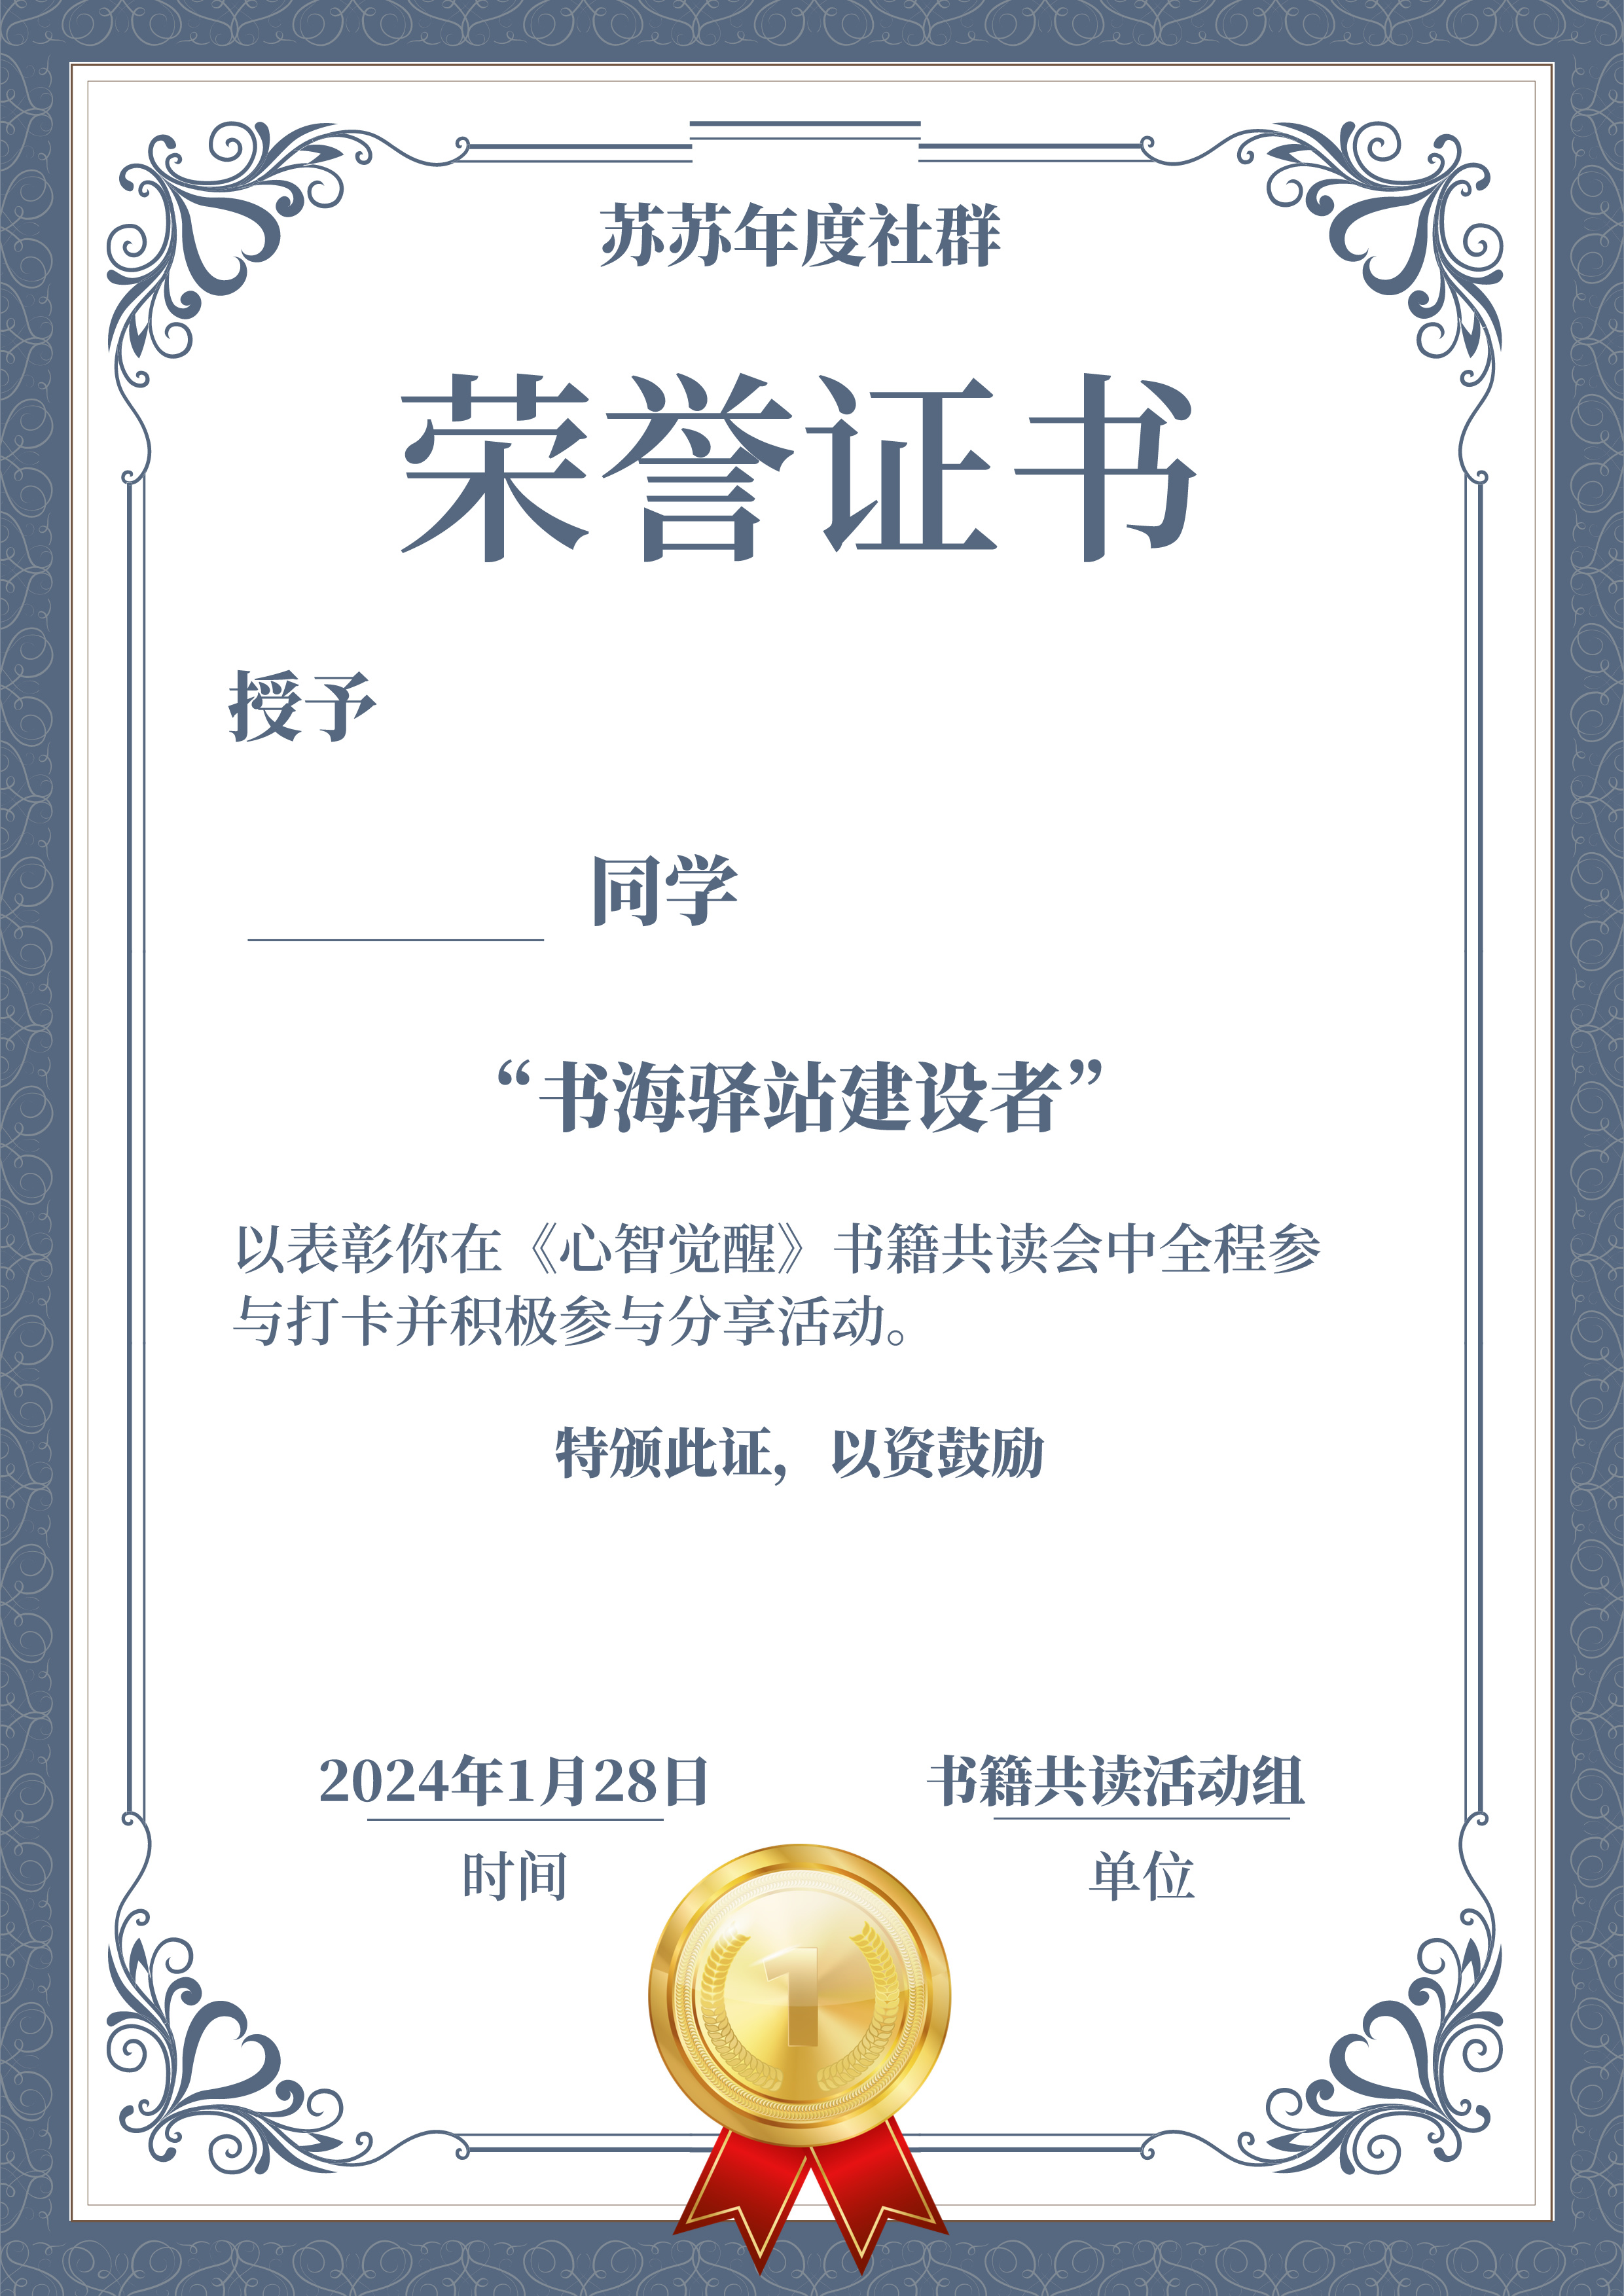 苏苏年度社群
荣誉证书
授予
同学
“书海驿站建设者”
以表彰你在《心智觉醒》书籍共读会中全程参
与打卡并积极参与分享活动。
特颁此证，以资鼓励
2024年1月28日
书籍共读活动组
时间
单位
1